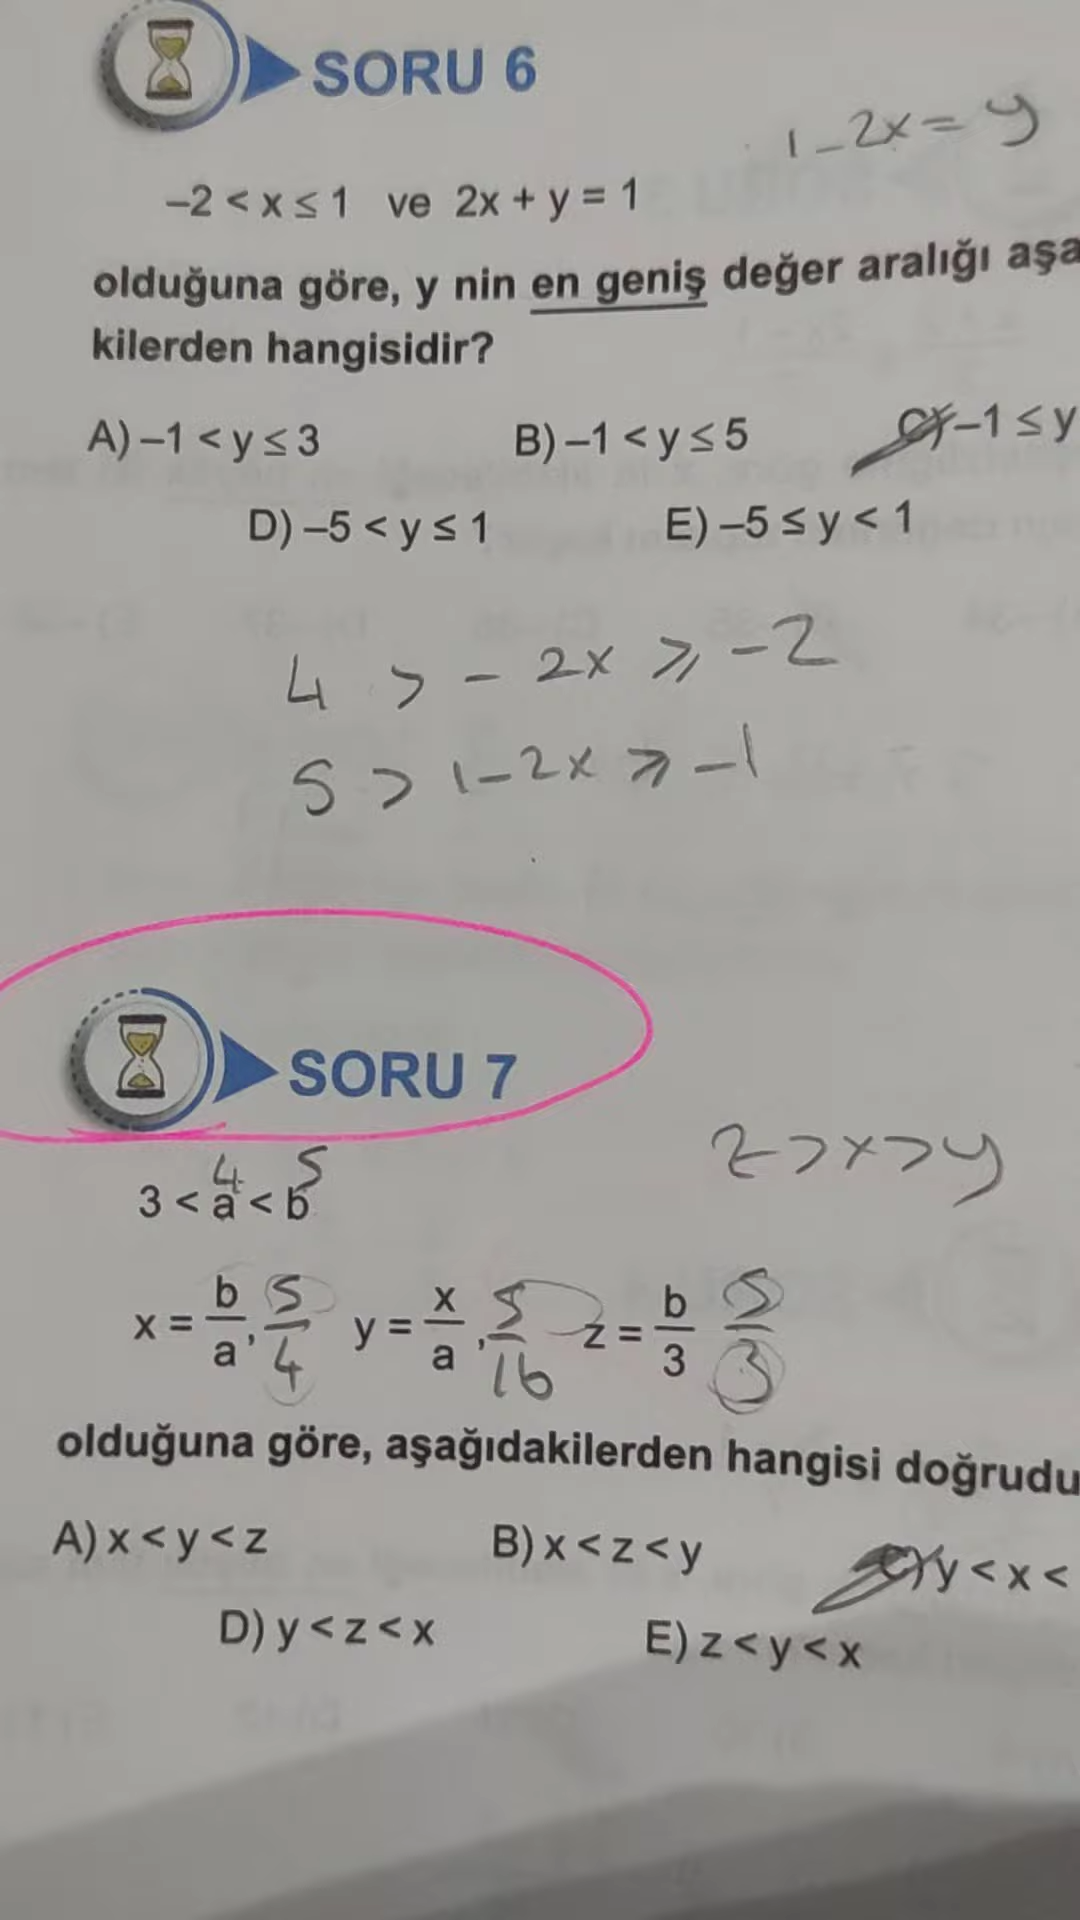 SORU 6
1 – 2x = y
–2 < x ≤ 1 ve 2x + y = 1
olduğuna göre, y nin en geniş değer aralığı aşa
kilerden hangisidir?
A) –1 < y ≤ 3 B) –1 < y ≤ 5 C) –1 ≤ y
D) –5 < y ≤ 1 E) –5 ≤ y < 1
4 > – 2x ≥ –2
5 > 1–2x ≥ –1
SORU 7
z > x > y
4 5
3 < a < b
x = b/a, 5/4 y = x/a, 5/16 z = b/3 5/3
olduğuna göre, aşağıdakilerden hangisi doğrudu
A) x < y < z B) x < z < y C) y < x <
D) y < z < x E) z < y < x